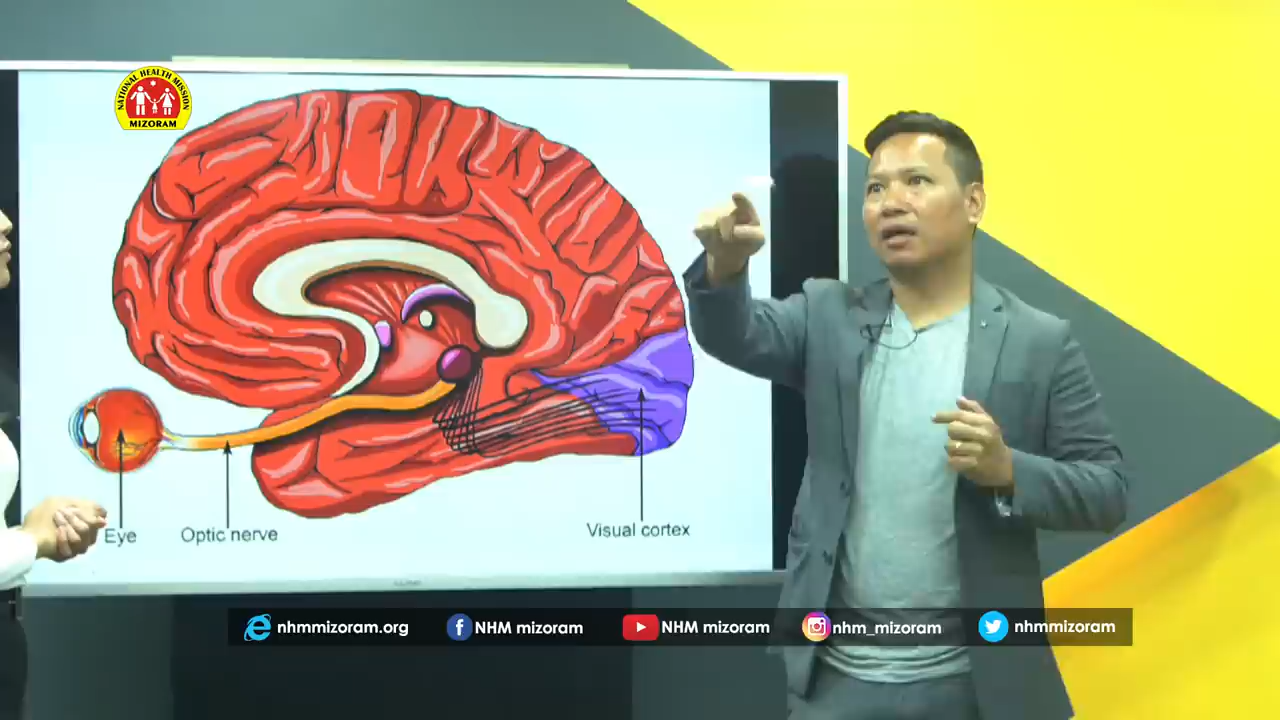 NATIONAL HEALTH MISSION
MIZORAM
Eye
Optic nerve
Visual cortex
nhmmizoram.org
NHM mizoram
NHM mizoram
nhm_mizoram
nhmmizoram